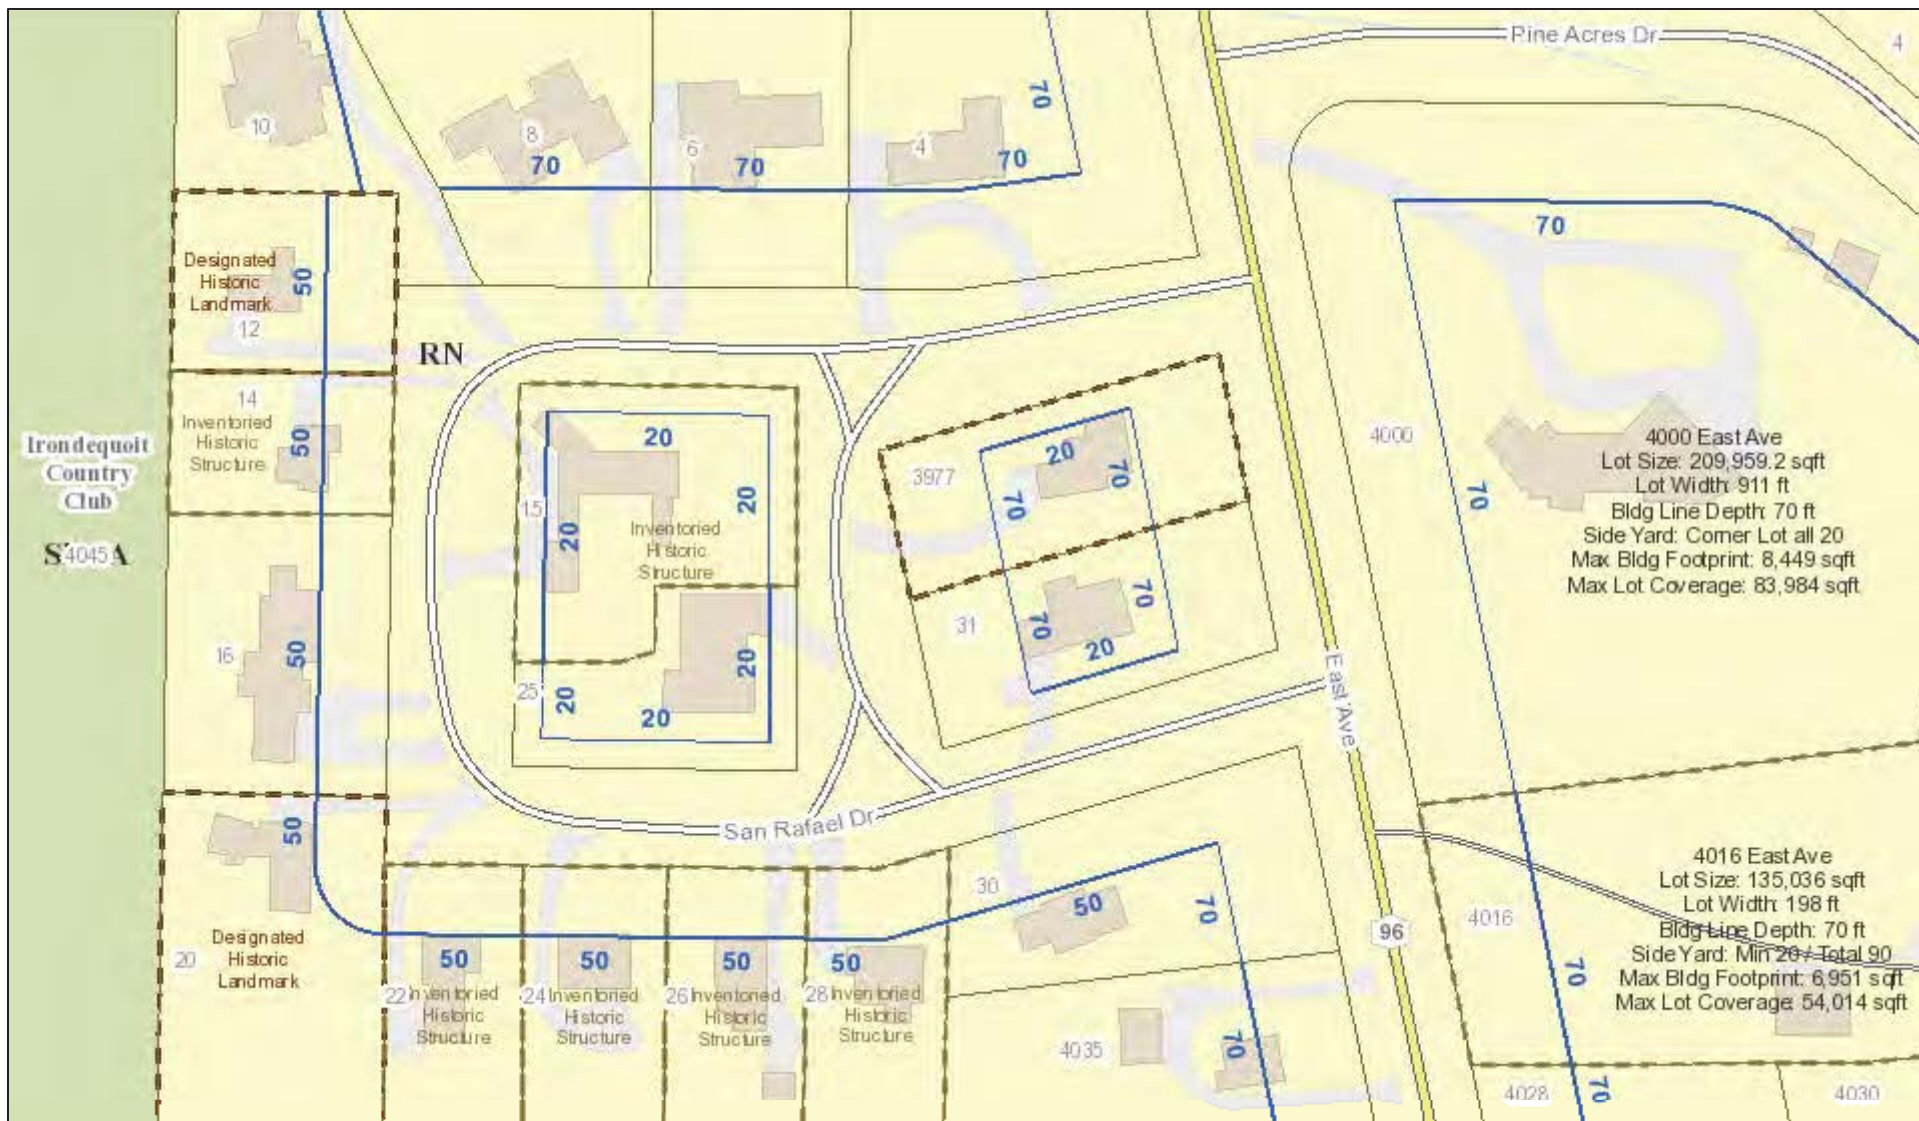 Pine Acres Dr
4
70
10
8
6
4
70
70
70
70
Designated
Historic
Landmark
50
12
RN
14
Inventoried
Historic
Structure
50
Irondequoit
Country
Club
4045
20
15
20
20
Inventoried
Historic
Structure
3977
20
70
70
4000
70
4000 East Ave
Lot Size: 209,959.2 sqft
Lot Width: 911 ft
Bldg Line Depth: 70 ft
Side Yard: Corner Lot all 20
Max Bldg Footprint: 8,449 sqft
Max Lot Coverage: 83,984 sqft
31
70
70
20
16
50
25
20
20
20
East Ave
San Rafael Dr
50
20
Designated
Historic
Landmark
30
50
70
96
4016
4016 East Ave
Lot Size: 135,036 sqft
Lot Width: 198 ft
Bldg Line Depth: 70 ft
Side Yard: Min 20 / Total 90
Max Bldg Footprint: 6,951 sqft
Max Lot Coverage: 54,014 sqft
70
50
22 Inventoried
Historic
Structure
50
24 Inventoried
Historic
Structure
50
26 Inventoried
Historic
Structure
50
28 Inventoried
Historic
Structure
4035
70
4028
70
4030